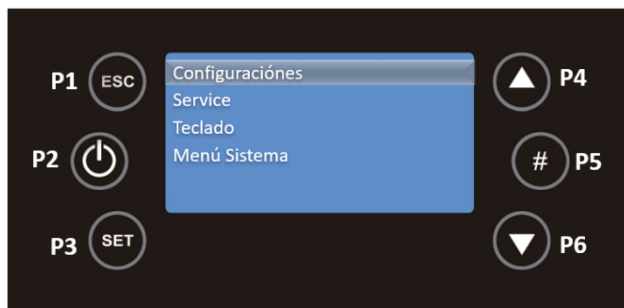 P1 ESC
P2
P3 SET
Configuraciónes
Service
Teclado
Menú Sistema
P4
# P5
P6